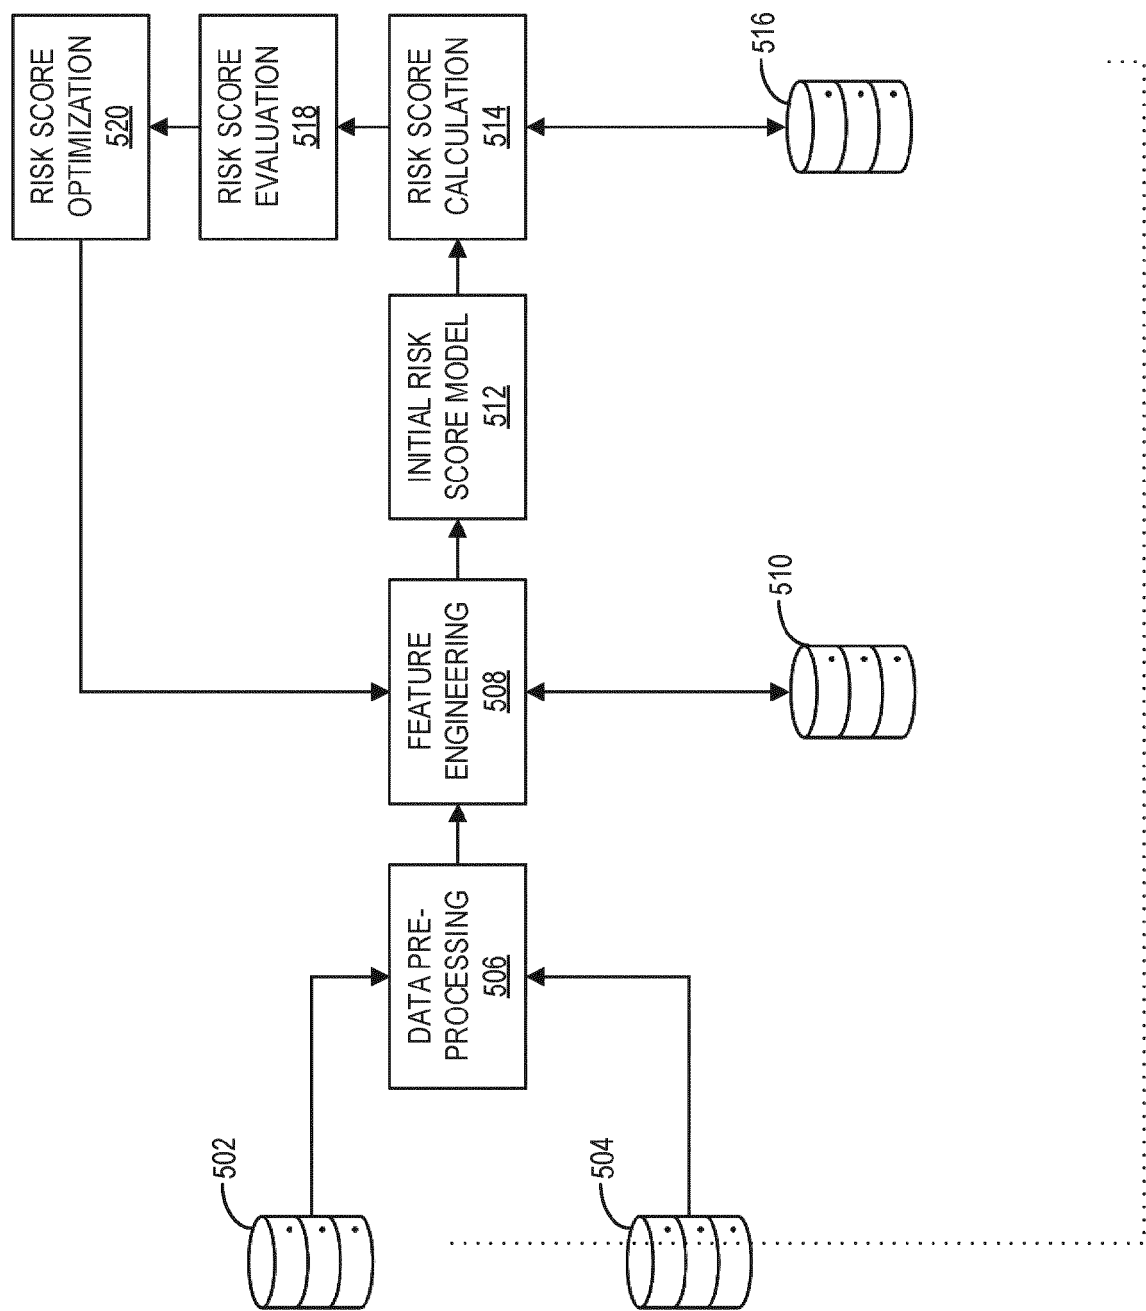 502
504
DATA PRE-
PROCESSING
506
FEATURE
ENGINEERING
508
510
INITIAL RISK
SCORE MODEL
512
RISK SCORE
CALCULATION
514
516
RISK SCORE
EVALUATION
518
RISK SCORE
OPTIMIZATION
520